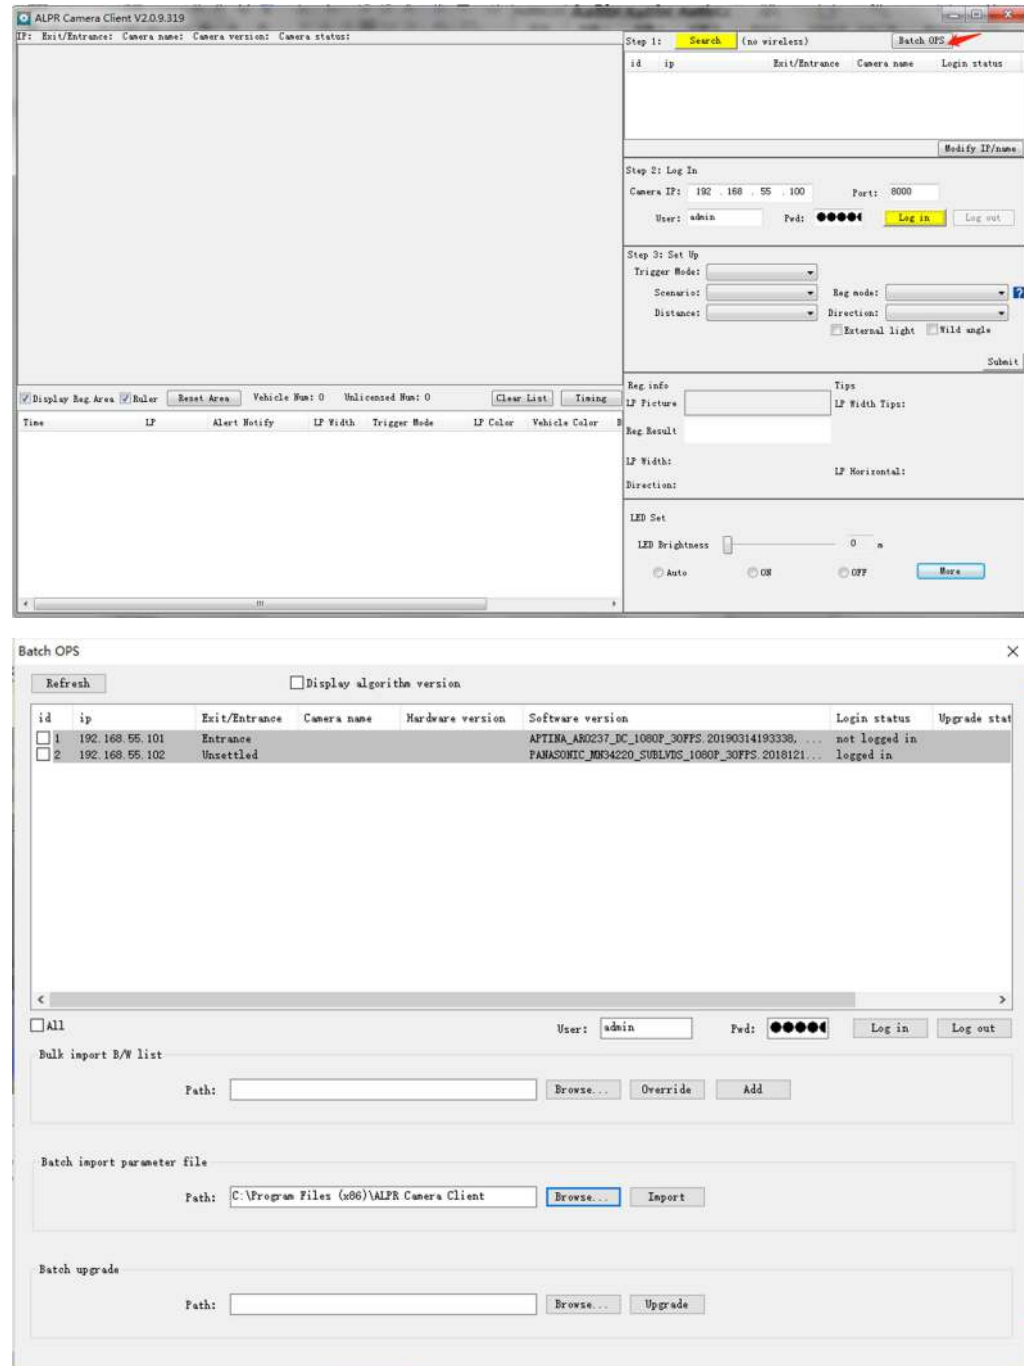 ALPR Camera Client V2.0.9.319
IP: Exit/Entrance: Camera name: Camera version: Camera status:
Step 1: Search (no wireless) Batch OPS
id ip Exit/Entrance Camera name Login status
Modify IP/name
Step 2: Log In
Camera IP: 192 . 168 . 55 . 100 Port: 8000
User: admin Pwd: Log in Log out
Step 3: Set Up
Trigger Mode:
Scenario: Reg mode: ?
Distance: Direction:
External light Wild angle
Submit
Display Reg. Area Ruler Reset Area Vehicle Num: 0 Unlicensed Num: 0 Clear List Timing
Time LP Alert Notify LP Width Trigger Mode LP Color Vehicle Color
Reg. info Tips
LP Picture LP Width Tips:
Reg. Result
LP Width:
LP Horizontal:
Direction:
LED Set
LED Brightness 0 m
Auto ON OFF More
Batch OPS
Refresh Display algorithm version
id ip Exit/Entrance Camera name Hardware version Software version Login status Upgrade stat
1 192.168.55.101 Entrance APTINA_AR0237_DC_1080P_30FPS.20190314193338, ... not logged in
2 192.168.55.102 Unsettled PANASONIC_MN34220_SUBLVDS_1080P_30FPS.2018121... logged in
All User: admin Pwd: Log in Log out
Bulk import B/W list
Path: Browse... Override Add
Batch import parameter file
Path: C:\Program Files (x86)\ALPR Camera Client Browse... Import
Batch upgrade
Path: Browse... Upgrade